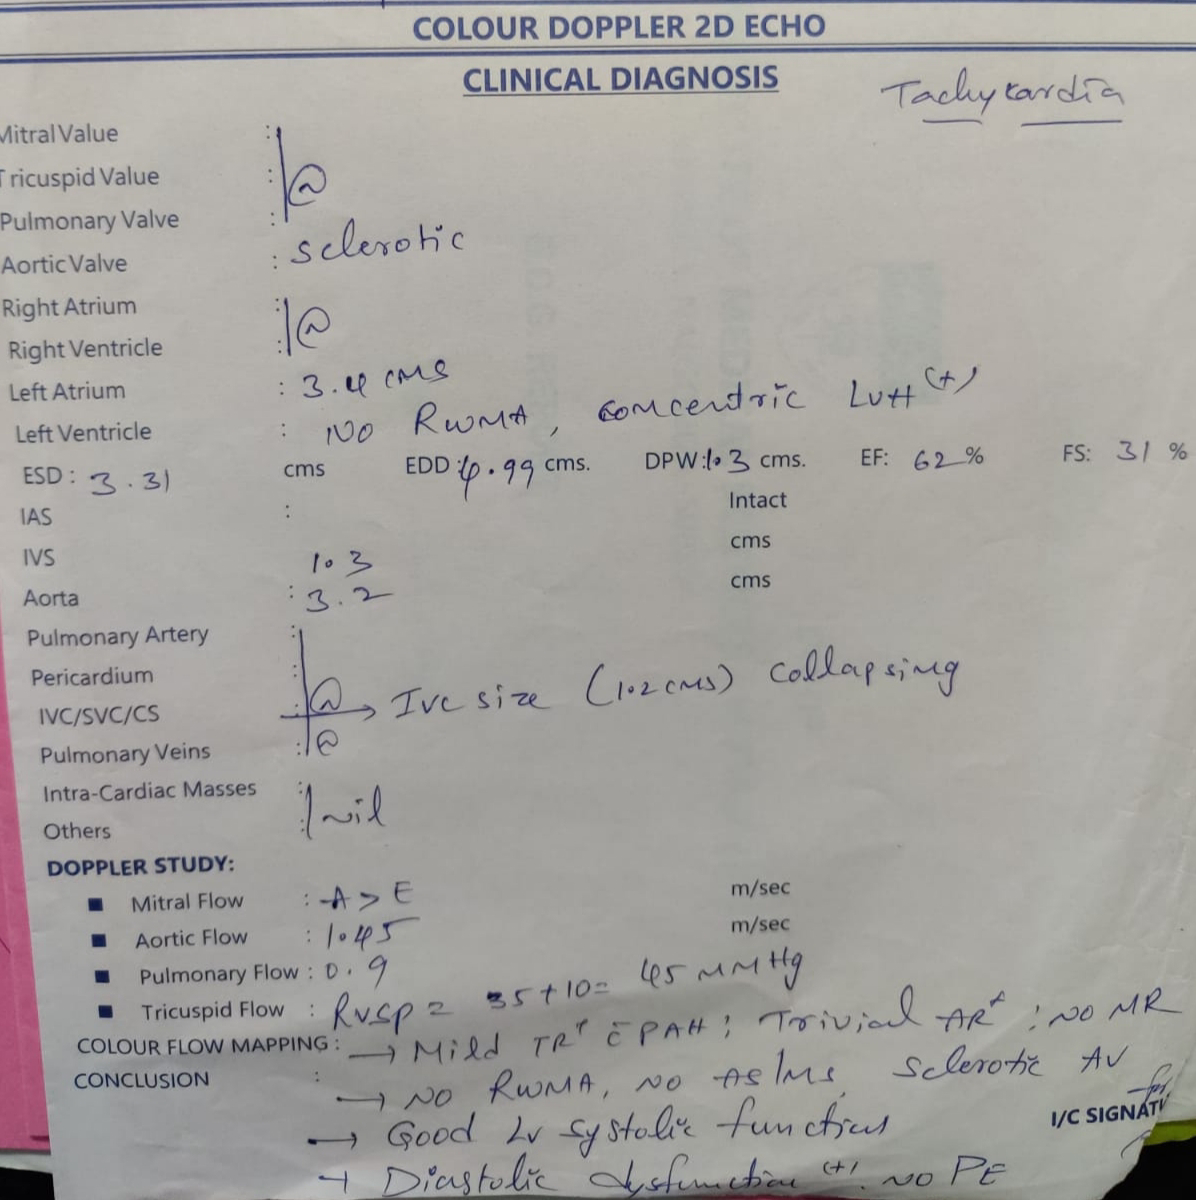 COLOUR DOPPLER 2D ECHO
CLINICAL DIAGNOSIS
Tachykardia
Mitral Value :
Tricuspid Value : (N)
Pulmonary Valve :
Aortic Valve : sclerotic
Right Atrium :
Right Ventricle : (N)
Left Atrium : 3.4 cms
Left Ventricle : No RWMA, concentric LVH (+)
ESD : 3.31 cms EDD : 4.99 cms. DPW : 1.3 cms. EF: 62 % FS: 31 %
IAS : Intact
IVS 1.3 cms
Aorta : 3.2 cms
Pulmonary Artery :
Pericardium :
IVC/SVC/CS : (N) → IVC size (1.2 cms) collapsing
Pulmonary Veins : (N)
Intra-Cardiac Masses :
Others : nil
DOPPLER STUDY:
■ Mitral Flow : A > E m/sec
■ Aortic Flow : 1.45 m/sec
■ Pulmonary Flow : 0.9
■ Tricuspid Flow : RVSP = 35+10= 45 MMHg
COLOUR FLOW MAPPING : → Mild TR+ c̄ PAH; Trivial AR+ ; NO MR
CONCLUSION : → NO RWMA, NO AS/MS, Sclerotic AV
→ Good LV systolic function
I/C SIGNATU
→ Diastolic dysfunction (+). NO PE